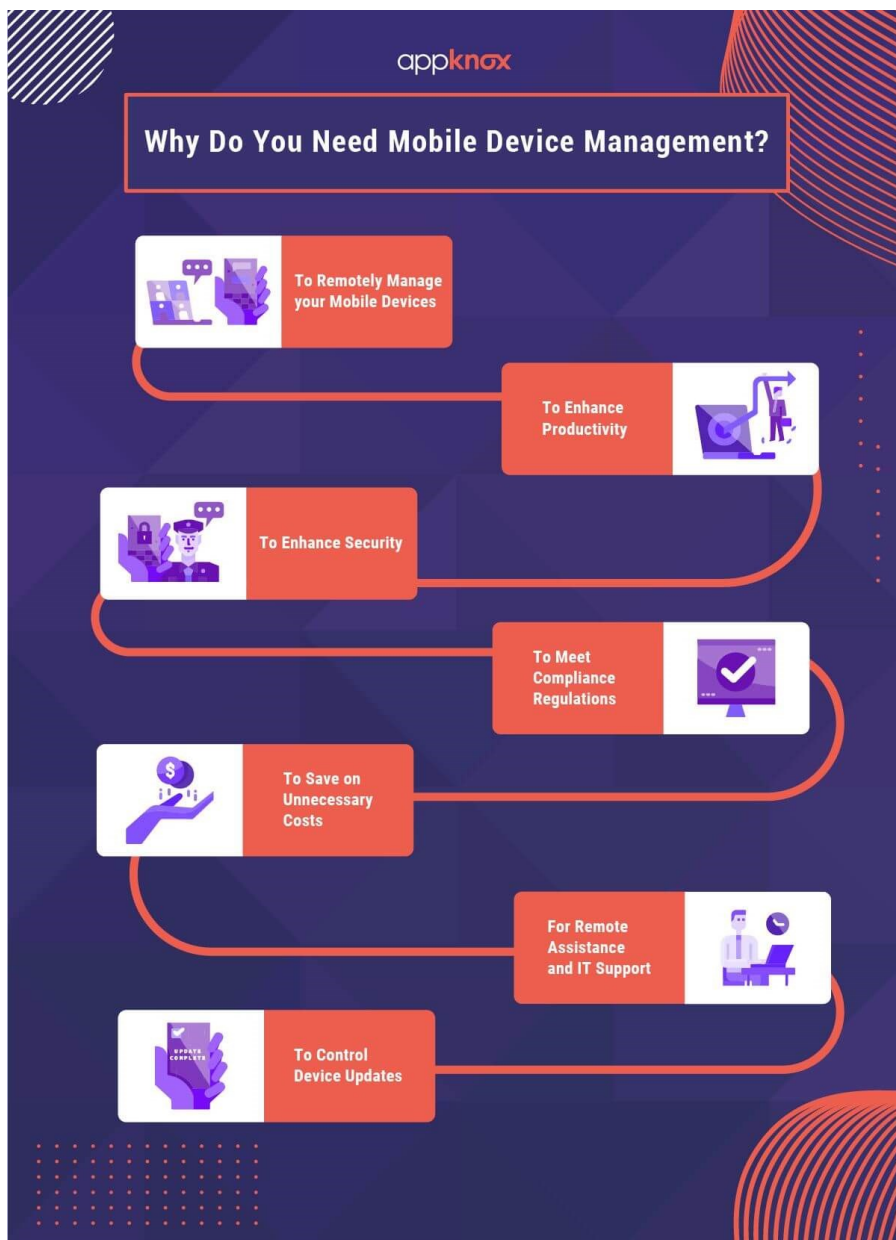 appknox
Why Do You Need Mobile Device Management?
To Remotely Manage
your Mobile Devices
To Enhance
Productivity
To Enhance Security
To Meet
Compliance
Regulations
$
To Save on
Unnecessary
Costs
For Remote
Assistance
and IT Support
UPDATE
COMPLETE
To Control
Device Updates